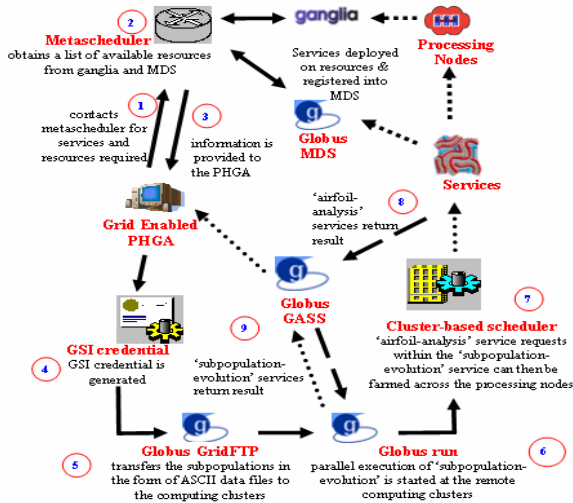 2
ganglia
Metascheduler
obtains a list of available resources
from ganglia and MDS
Processing
Nodes
Services deployed
on resources &
registered into
MDS
1
contacts
metascheduler for
services and
resources required
3
information is
provided to
the PHGA
g
Globus
MDS
Services
Grid Enabled
PHGA
8
'airfoil-
analysis'
services return
result
g
Globus
GASS
7
Cluster-based scheduler
'airfoil-analysis' service requests
within the 'subpopulation-
evolution' service can then be
farmed across the processing nodes
GSI credential
4
GSI credential is
generated
9
'subpopulation-
evolution' services
return result
g
Globus GridFTP
5
transfers the subpopulations in
the form of ASCII data files to
the computing clusters
g
Globus run
6
parallel execution of 'subpopulation-
evolution' is started at the remote
computing clusters